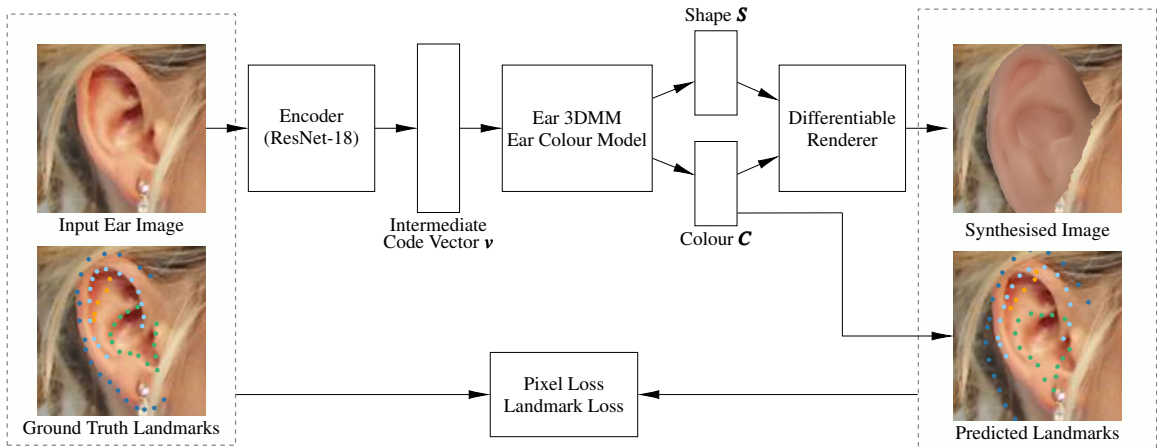 Shape S
Encoder
(ResNet-18)
Ear 3DMM
Ear Colour Model
Differentiable
Renderer
Input Ear Image
Intermediate
Code Vector v
Colour C
Synthesised Image
Pixel Loss
Landmark Loss
Ground Truth Landmarks
Predicted Landmarks